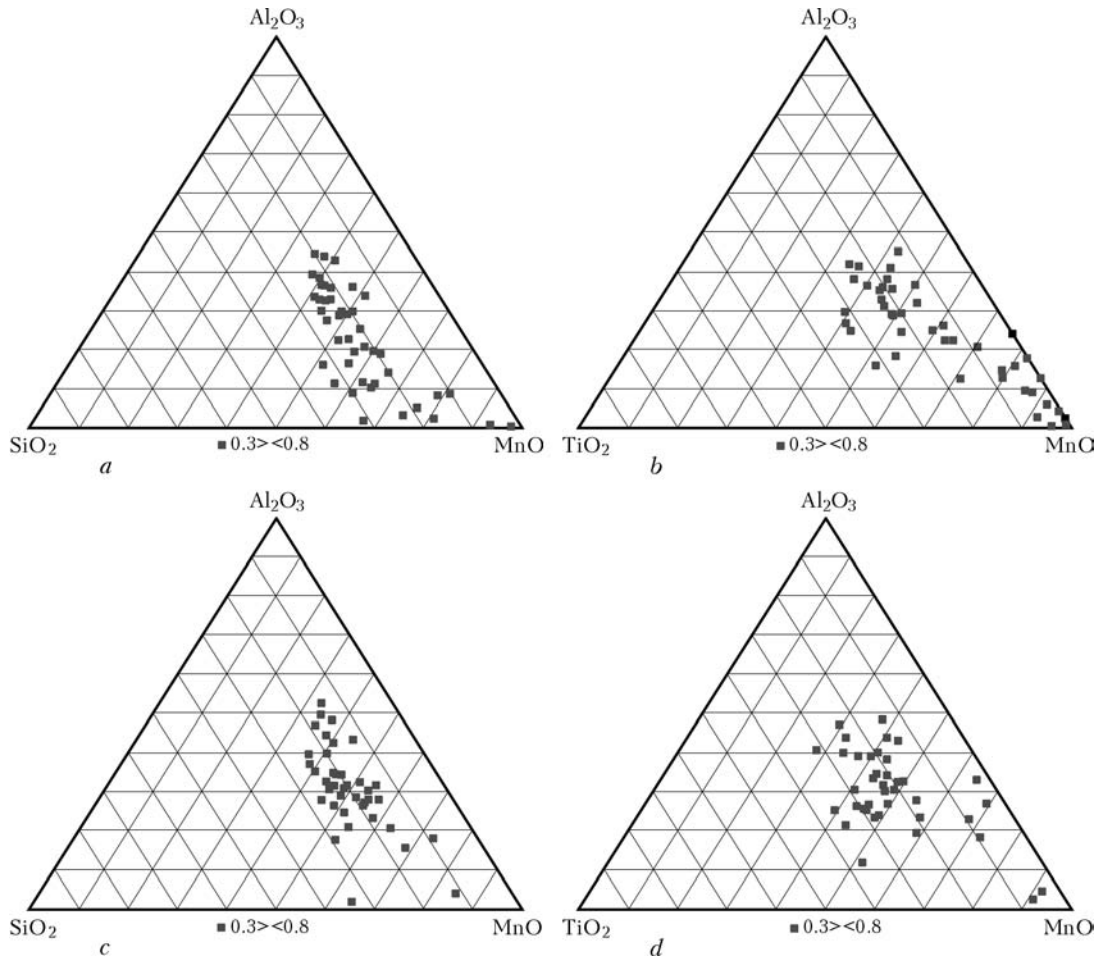 Al₂O₃
SiO₂
MnO
0.3><0.8
a
Al₂O₃
TiO₂
MnO
0.3><0.8
b
Al₂O₃
SiO₂
MnO
0.3><0.8
c
Al₂O₃
TiO₂
MnO
0.3><0.8
d